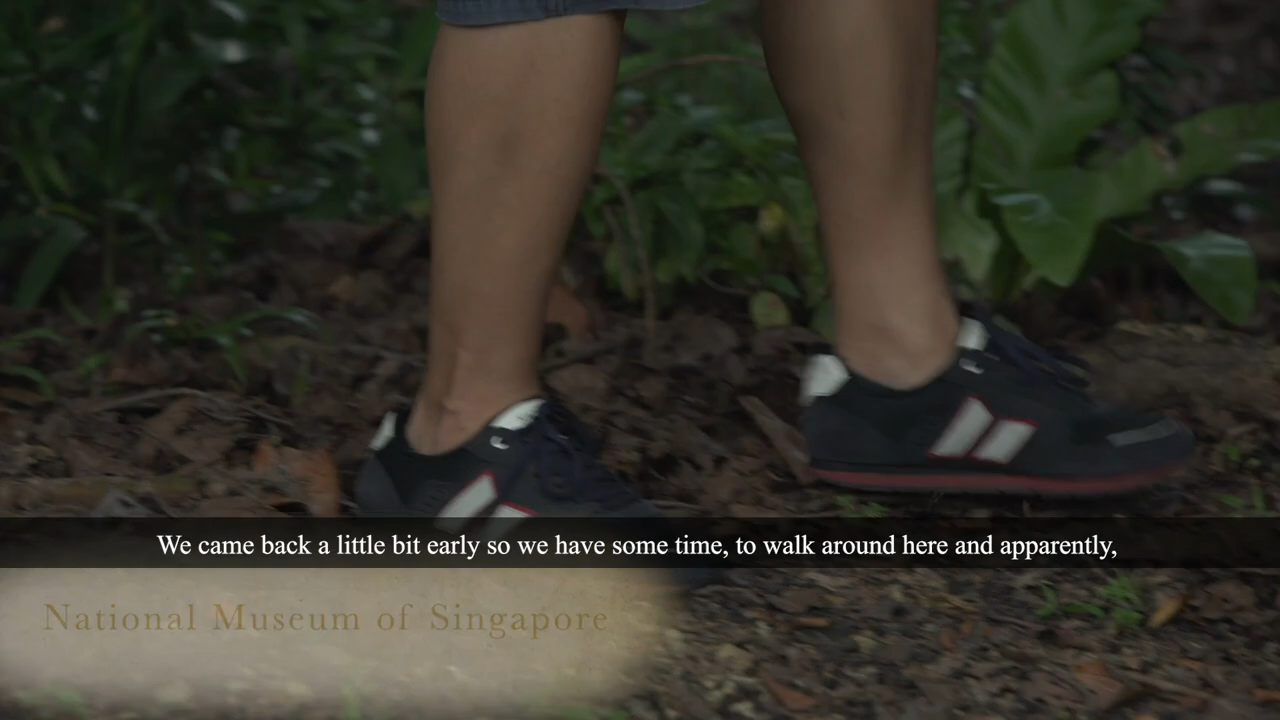 We came back a little bit early so we have some time, to walk around here and apparently,
National Museum of Singapore